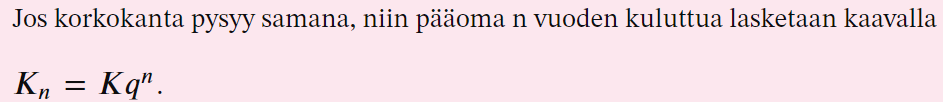 Jos korkokanta pysyy samana, niin pääoma n vuoden kuluttua lasketaan kaavalla
Kₙ = Kqⁿ.